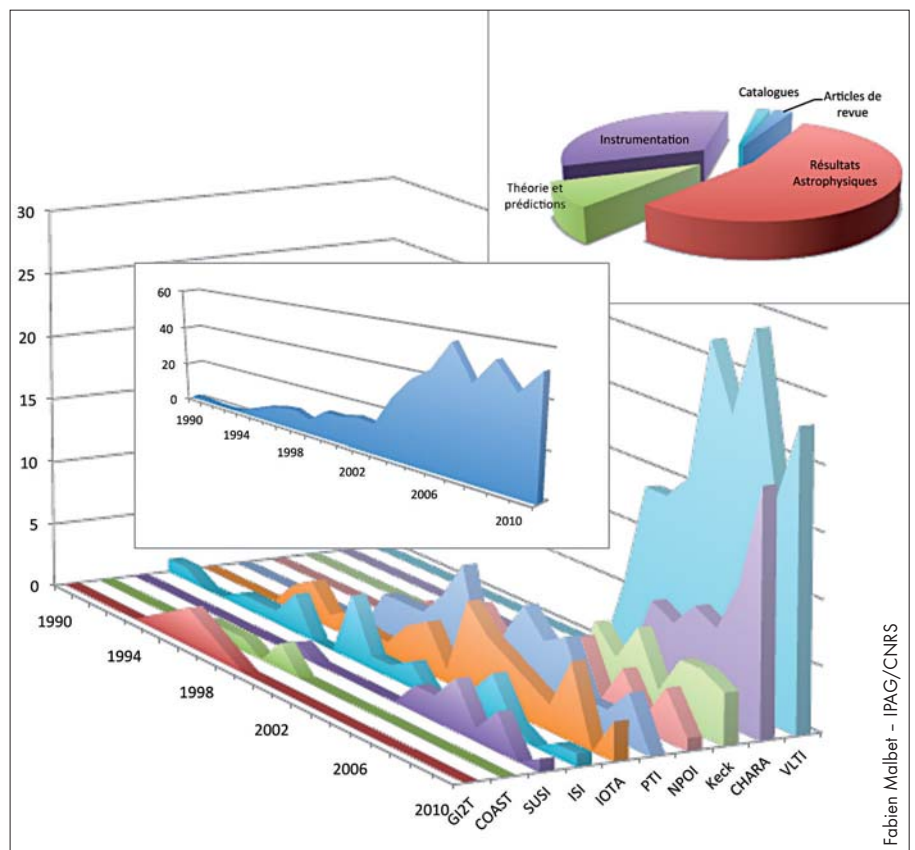 Catalogues
Articles de
revue
Instrumentation
Résultats
Astrophysiques
Théorie et
prédictions
30
25
20
15
10
5
0
1990
1994
1998
2002
2006
2010
60
40
20
0
1990
1994
1998
2002
2006
2010
GI2T
COAST
SUSI
ISI
IOTA
PTI
NPOI
Keck
CHARA
VLTI
Fabien Malbet – IPAG/CNRS